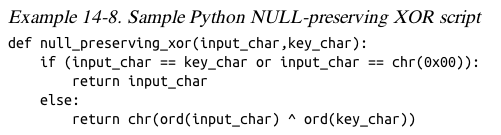 Example 14-8. Sample Python NULL-preserving XOR script
def null_preserving_xor(input_char,key_char):
    if (input_char == key_char or input_char == chr(0x00)):
        return input_char
    else:
        return chr(ord(input_char) ^ ord(key_char))